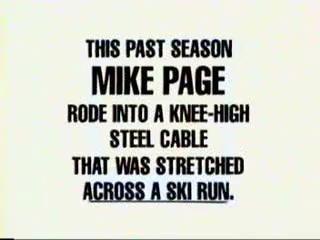 THIS PAST SEASON
MIKE PAGE
RODE INTO A KNEE-HIGH
STEEL CABLE
THAT WAS STRETCHED
ACROSS A SKI RUN.